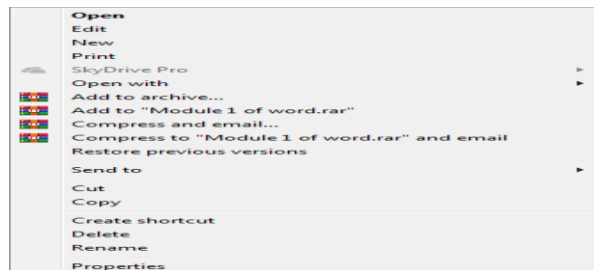 Open
Edit
New
Print
SkyDrive Pro
Open with
Add to archive...
Add to "Module 1 of word.rar"
Compress and email...
Compress to "Module 1 of word.rar" and email
Restore previous versions
Send to
Cut
Copy
Create shortcut
Delete
Rename
Properties